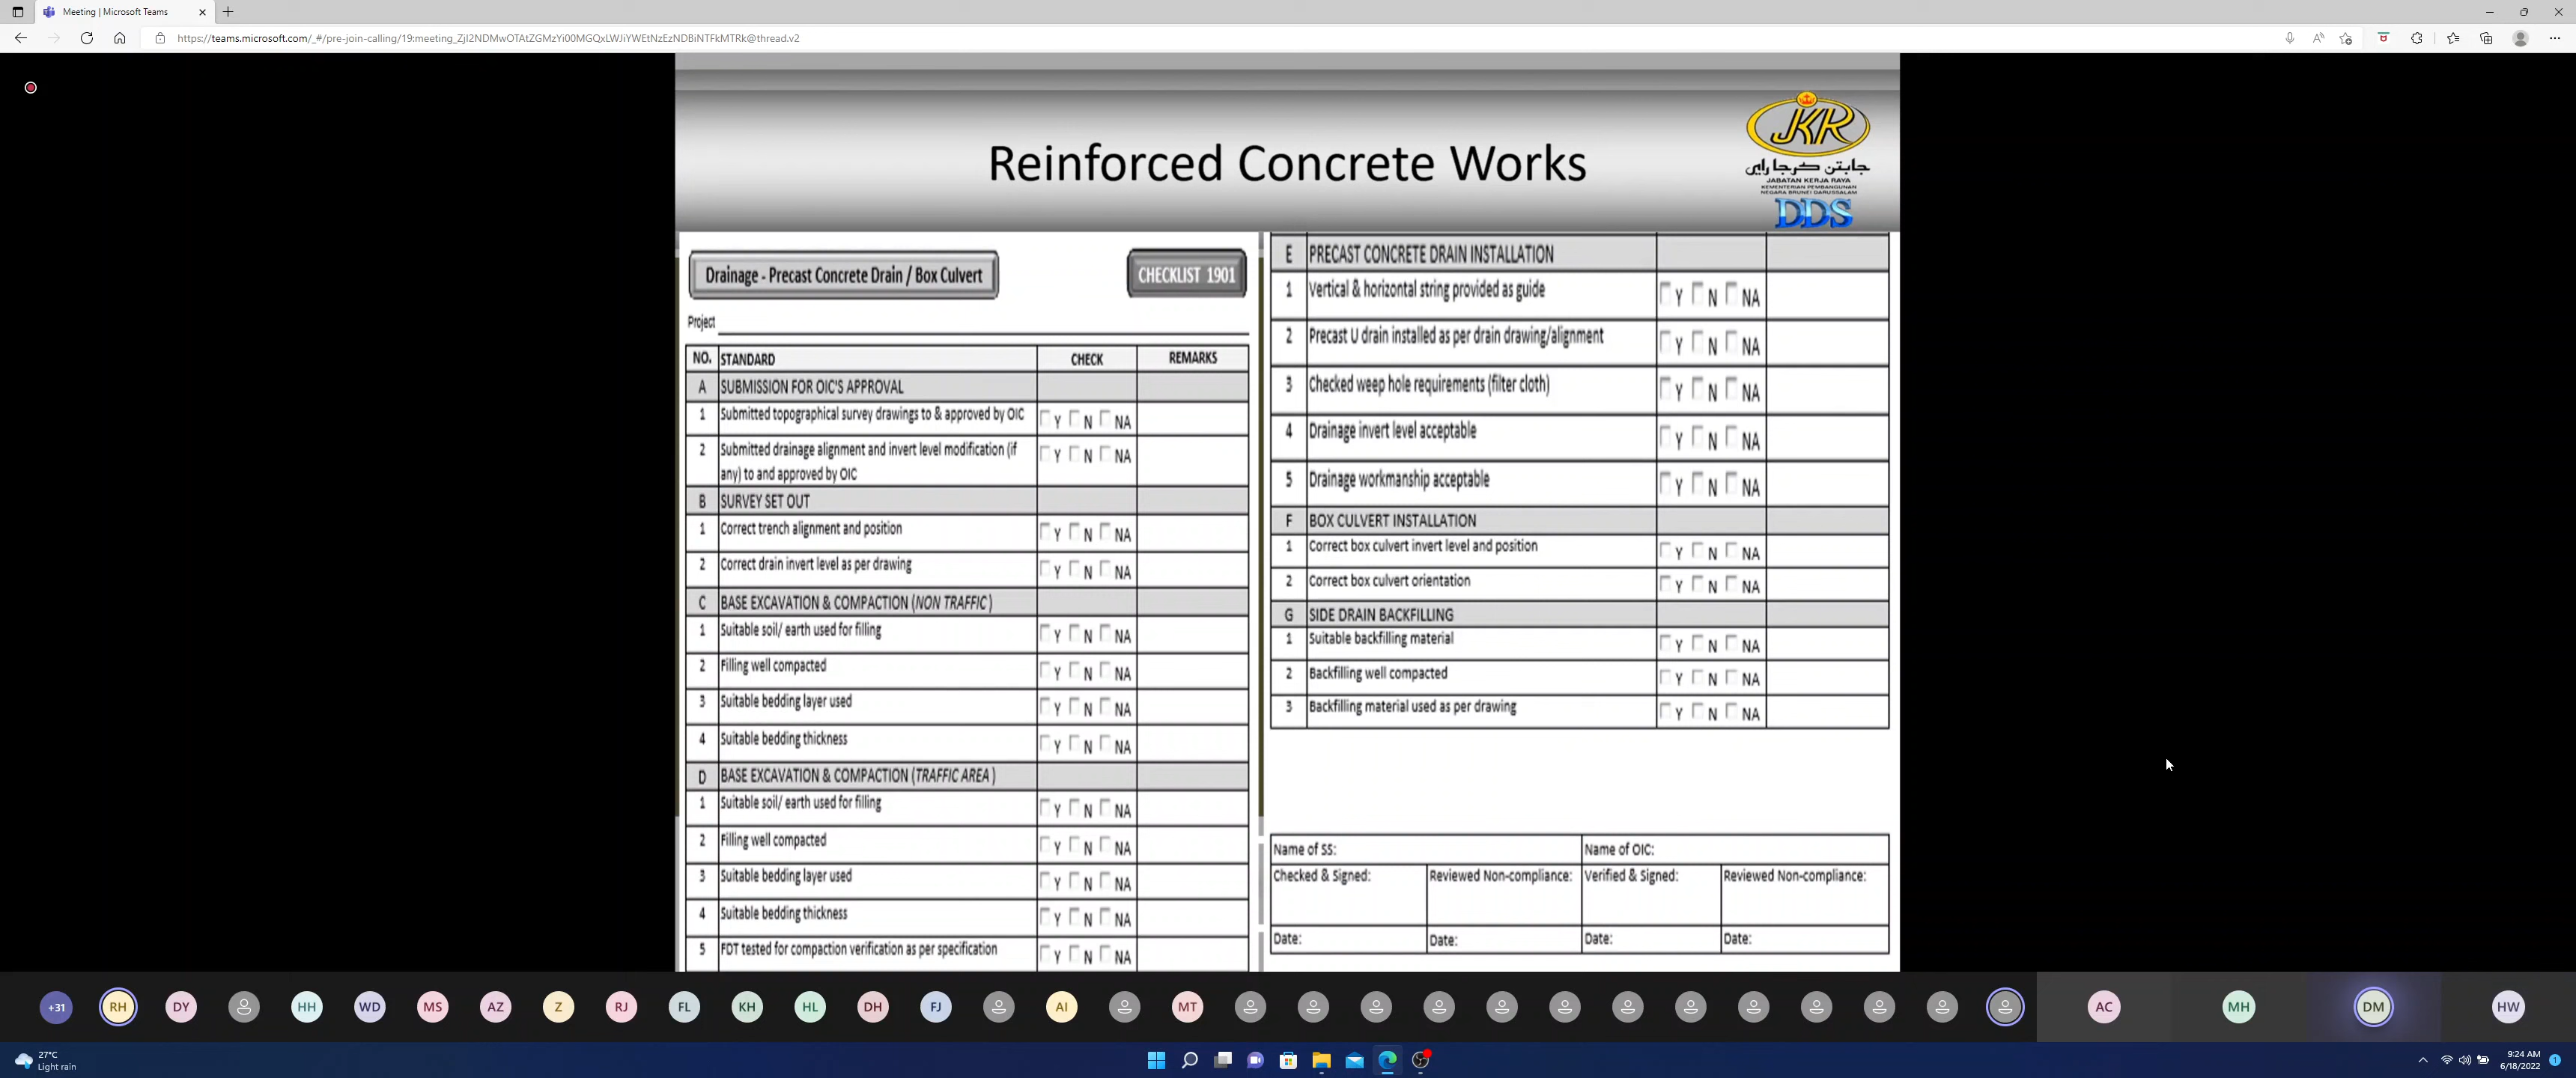 Meeting | Microsoft Teams
https://teams.microsoft.com/_#/pre-join-calling/19:meeting_ZjI2NDMwOTAtZGMzYi00MGQxLWJiYWEtNzEzNDBiNTFkMTRk@thread.v2
Reinforced Concrete Works
JKR
جابتن كرجا راي
JABATAN KERJA RAYA
KEMENTERIAN PEMBANGUNAN
NEGARA BRUNEI DARUSSALAM
DDS
Drainage - Precast Concrete Drain / Box Culvert
CHECKLIST 1901
Project
NO. STANDARD CHECK REMARKS
A SUBMISSION FOR OIC'S APPROVAL
1 Submitted topographical survey drawings to & approved by OIC Y N NA
2 Submitted drainage alignment and invert level modification (if
any) to and approved by OIC Y N NA
B SURVEY SET OUT
1 Correct trench alignment and position Y N NA
2 Correct drain invert level as per drawing Y N NA
C BASE EXCAVATION & COMPACTION (NON TRAFFIC)
1 Suitable soil/ earth used for filling Y N NA
2 Filling well compacted Y N NA
3 Suitable bedding layer used Y N NA
4 Suitable bedding thickness Y N NA
D BASE EXCAVATION & COMPACTION (TRAFFIC AREA)
1 Suitable soil/ earth used for filling Y N NA
2 Filling well compacted Y N NA
3 Suitable bedding layer used Y N NA
4 Suitable bedding thickness Y N NA
5 FDT tested for compaction verification as per specification Y N NA
E PRECAST CONCRETE DRAIN INSTALLATION
1 Vertical & horizontal string provided as guide Y N NA
2 Precast U drain installed as per drain drawing/alignment Y N NA
3 Checked weep hole requirements (filter cloth) Y N NA
4 Drainage invert level acceptable Y N NA
5 Drainage workmanship acceptable Y N NA
F BOX CULVERT INSTALLATION
1 Correct box culvert invert level and position Y N NA
2 Correct box culvert orientation Y N NA
G SIDE DRAIN BACKFILLING
1 Suitable backfilling material Y N NA
2 Backfilling well compacted Y N NA
3 Backfilling material used as per drawing Y N NA
Name of SS: Name of OIC:
Checked & Signed: Reviewed Non-compliance: Verified & Signed: Reviewed Non-compliance:
Date: Date: Date: Date:
+31 RH DY HH WD MS AZ Z RJ FL KH HL DH FJ AI MT AC MH DM HW
27°C
Light rain
9:24 AM
6/18/2022
1